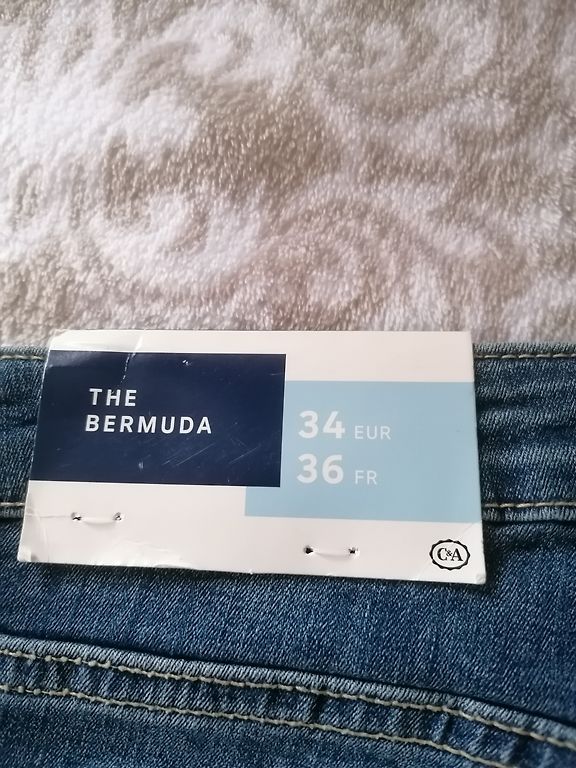 THE
BERMUDA
34 EUR
36 FR
C&A